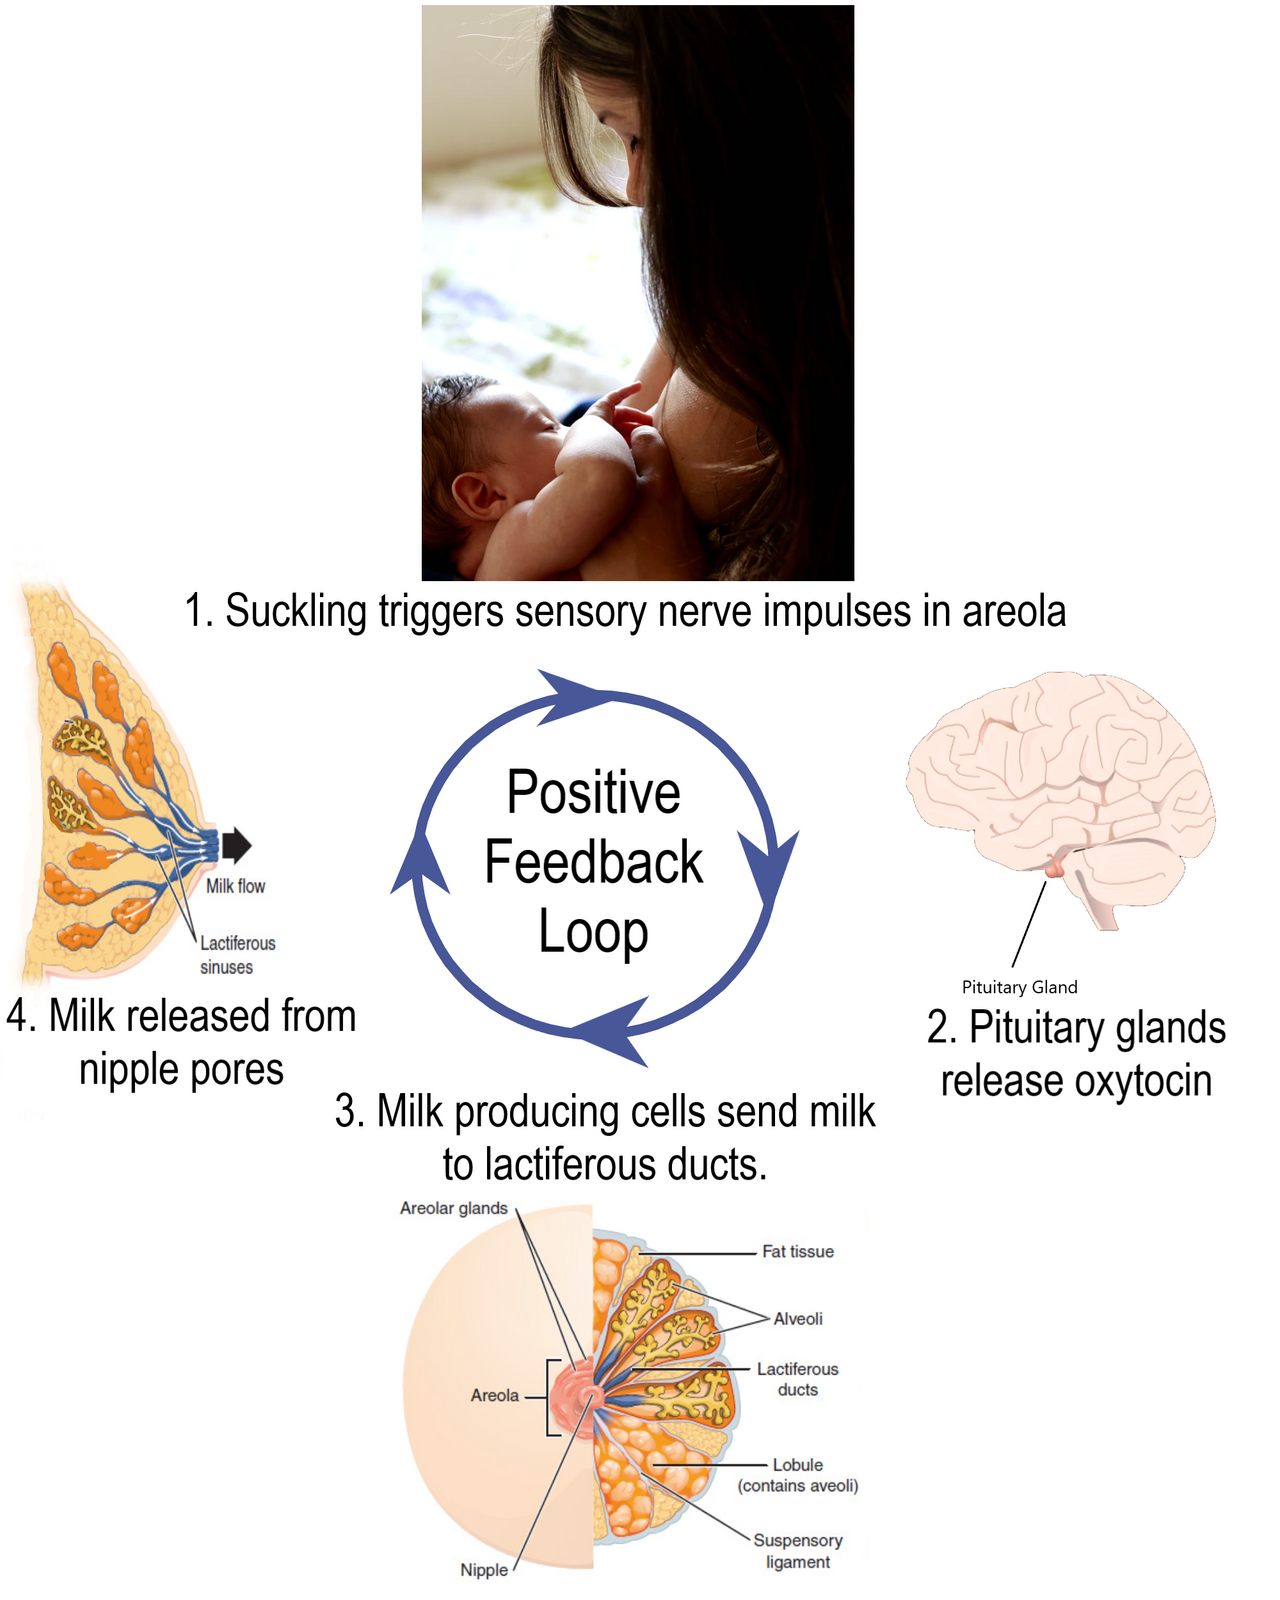 1. Suckling triggers sensory nerve impulses in areola
Positive
Feedback
Loop
Milk flow
Lactiferous
sinuses
4. Milk released from
nipple pores
Pituitary Gland
2. Pituitary glands
release oxytocin
3. Milk producing cells send milk
to lactiferous ducts.
Areolar glands
Fat tissue
Alveoli
Lactiferous
ducts
Areola
Lobule
(contains aveoli)
Suspensory
ligament
Nipple